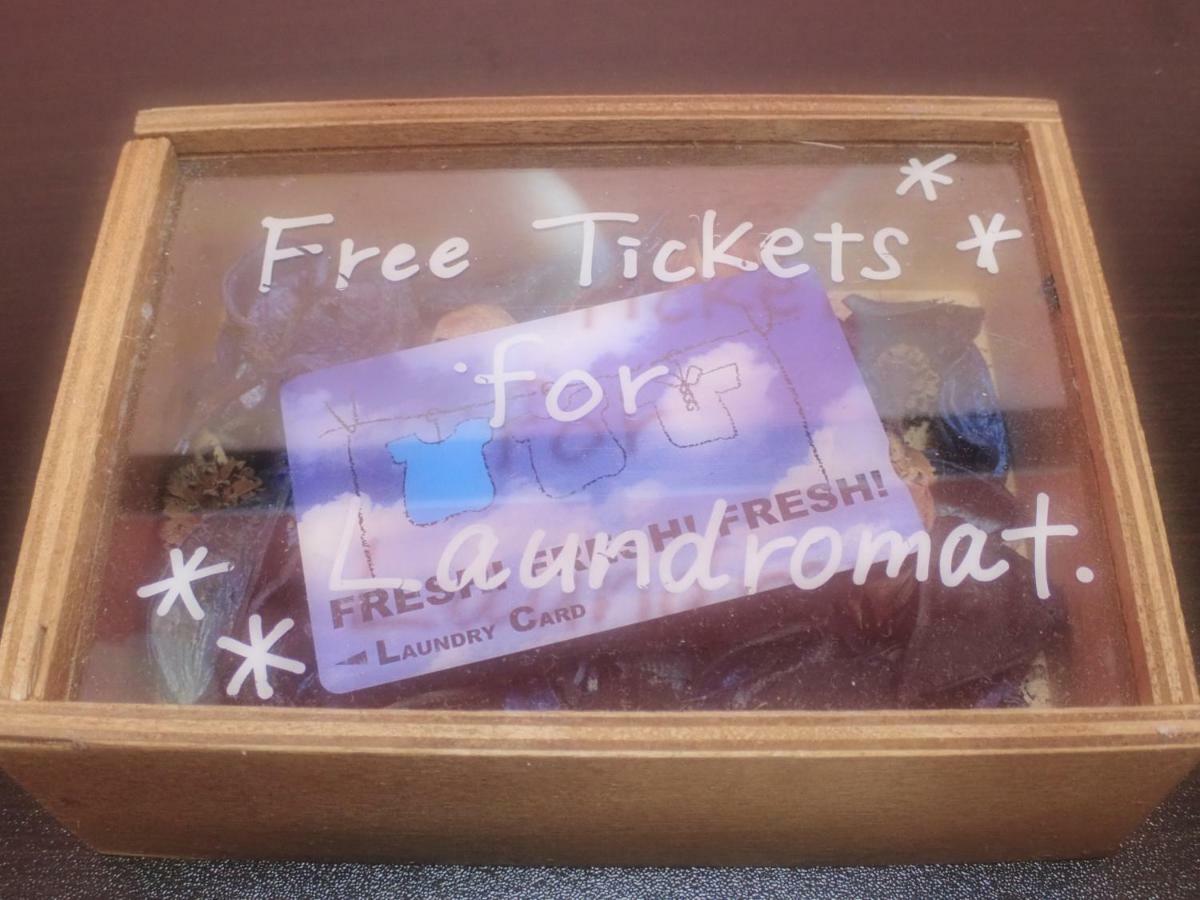 Free Tickets
for
Laundromat.
FRESH! FRESH! FRESH!
LAUNDRY CARD